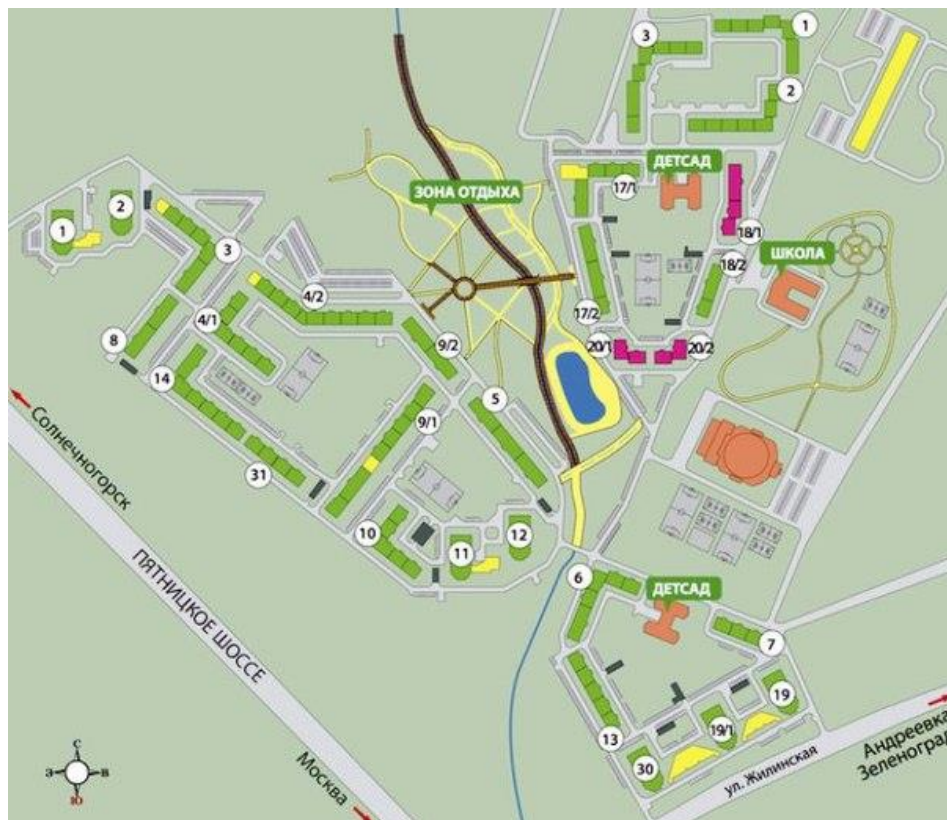 1
3
2
ДЕТСАД
ЗОНА ОТДЫХА
17/1
2
1
3
18/1
ШКОЛА
18/2
4/2
17/2
4/1
8
9/2
20/1
20/2
14
5
9/1
Солнечногорск
31
10
12
11
ПЯТНИЦКОЕ ШОССЕ
6
ДЕТСАД
7
19
19/1
13
30
Андреевка
Зеленоград
ул. Жилинская
Москва
С
З
В
Ю